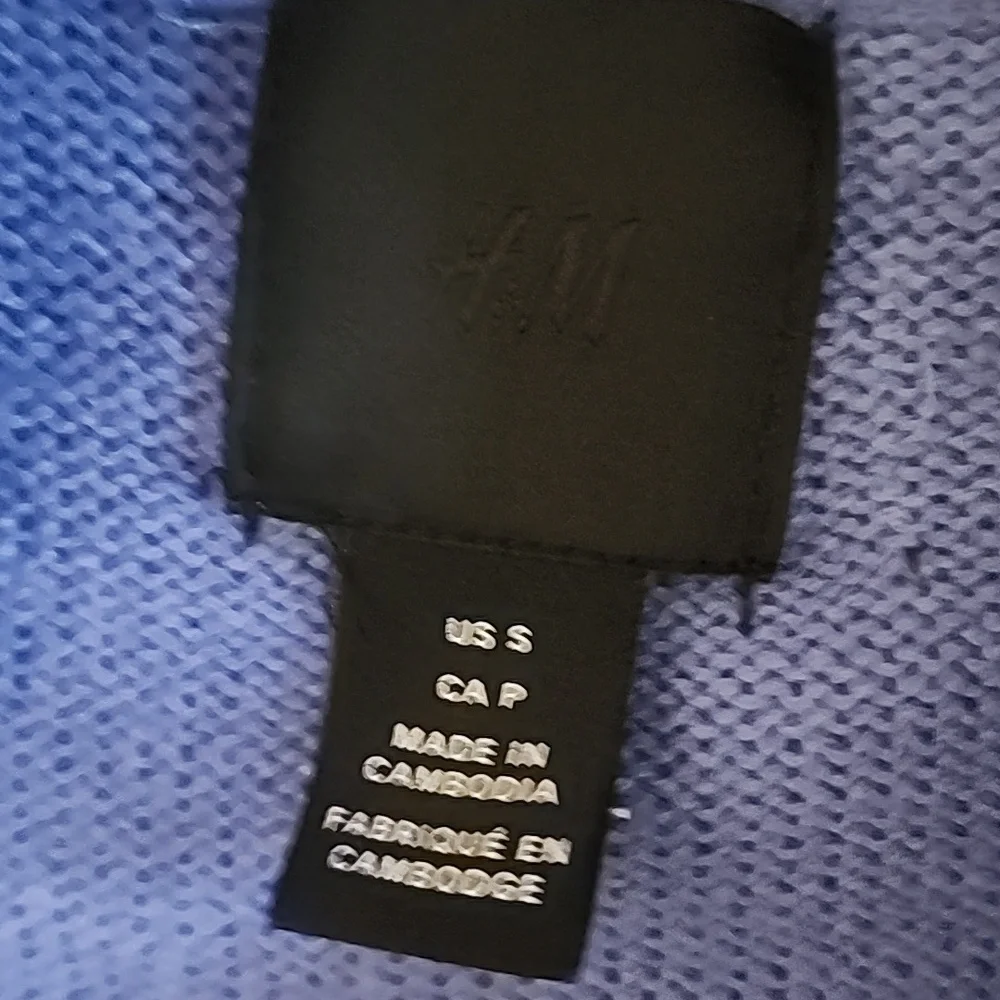 H M
US S
CA P
MADE IN
CAMBODIA
FABRIQUÉ EN
CAMBODGE